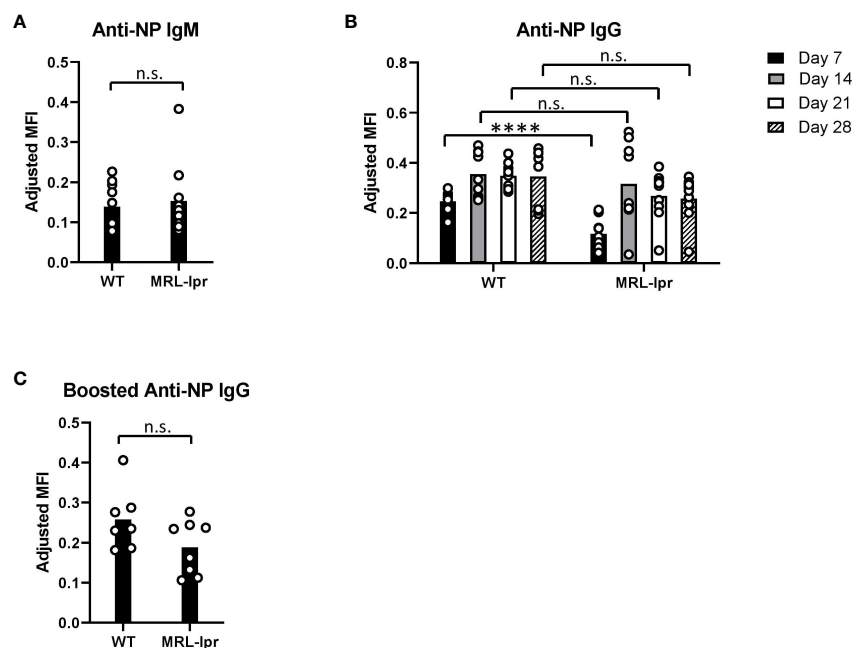 A
Anti-NP IgM
Adjusted MFI
0.5
0.4
0.3
0.2
0.1
0.0
n.s.
WT
MRL-lpr
B
Anti-NP IgG
Adjusted MFI
0.8
0.6
0.4
0.2
0.0
n.s.
n.s.
n.s.
****
WT
MRL-lpr
Day 7
Day 14
Day 21
Day 28
C
Boosted Anti-NP IgG
Adjusted MFI
0.5
0.4
0.3
0.2
0.1
0.0
n.s.
WT
MRL-lpr